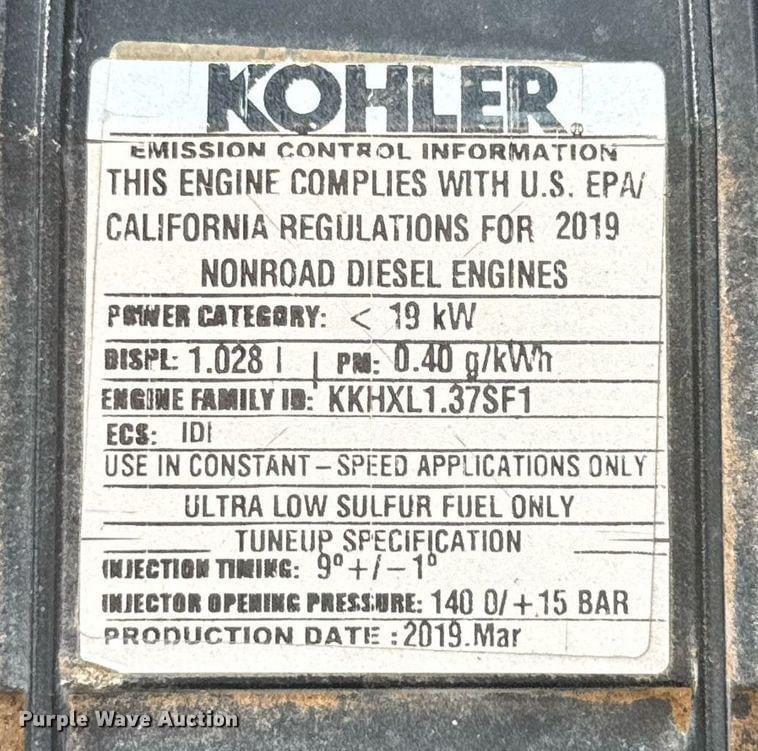 KOHLER®
EMISSION CONTROL INFORMATION
THIS ENGINE COMPLIES WITH U.S. EPA/
CALIFORNIA REGULATIONS FOR 2019
NONROAD DIESEL ENGINES
POWER CATEGORY: < 19 kW
DISPL: 1.028 l | PM: 0.40 g/kWh
ENGINE FAMILY ID: KKHXL1.37SF1
ECS: IDI
USE IN CONSTANT – SPEED APPLICATIONS ONLY
ULTRA LOW SULFUR FUEL ONLY
TUNEUP SPECIFICATION
INJECTION TIMING: 9° +/– 1°
INJECTOR OPENING PRESSURE: 140 0/+15 BAR
PRODUCTION DATE : 2019.Mar
Purple Wave Auction